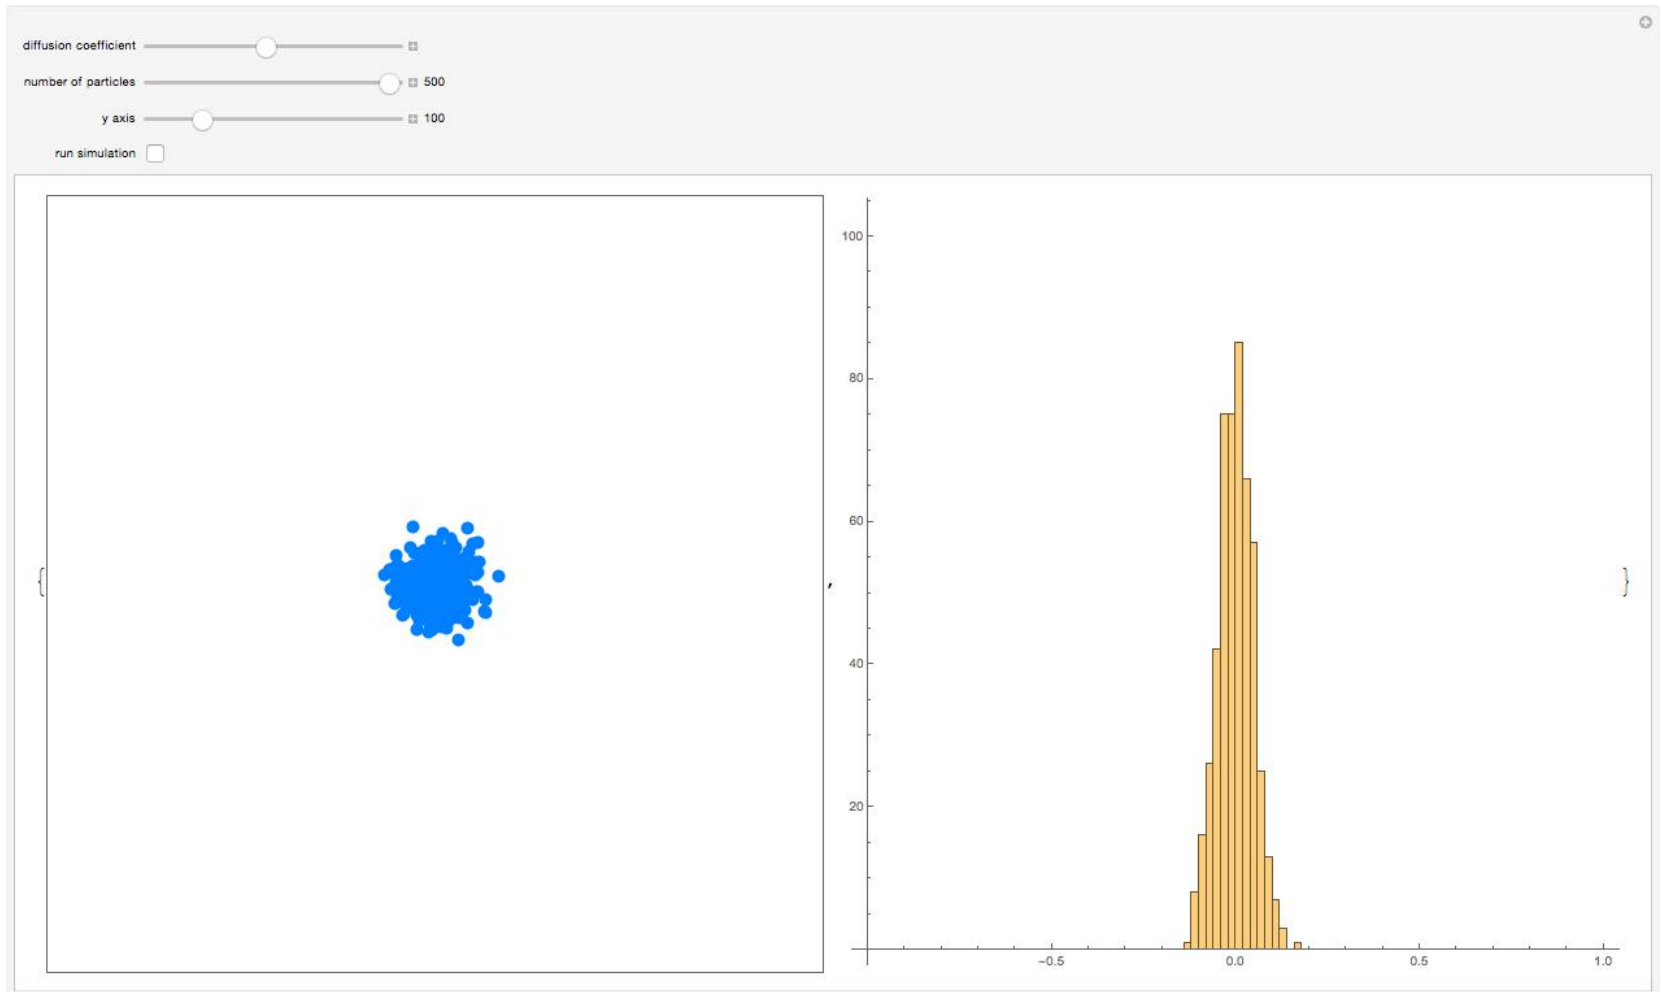 diffusion coefficient
number of particles 500
y axis 100
run simulation
100
80
60
40
20
{ , }
-0.5 0.0 0.5 1.0